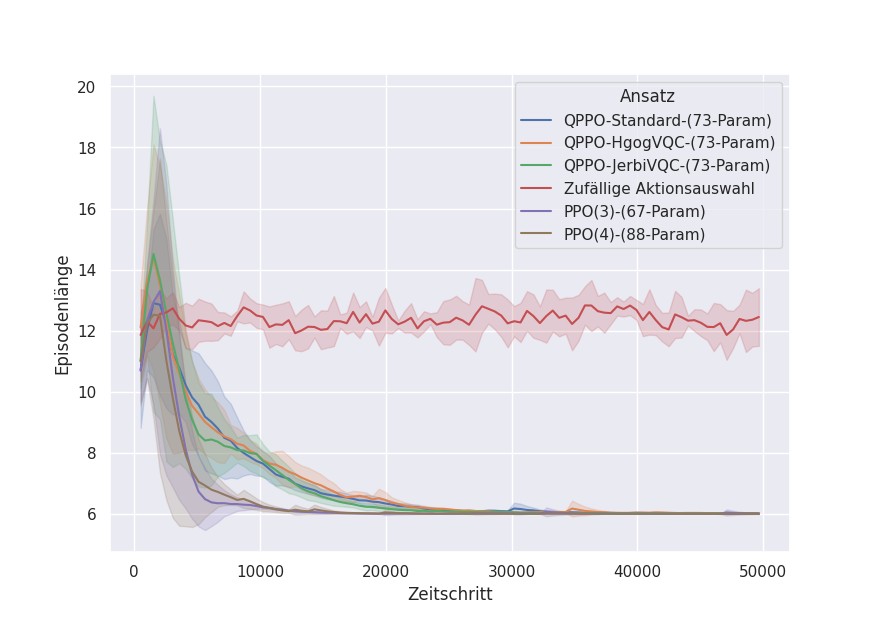 20
18
16
14
12
10
8
6
Episodenlänge
0
10000
20000
30000
40000
50000
Zeitschritt
Ansatz
QPPO-Standard-(73-Param)
QPPO-HgogVQC-(73-Param)
QPPO-JerbiVQC-(73-Param)
Zufällige Aktionsauswahl
PPO(3)-(67-Param)
PPO(4)-(88-Param)